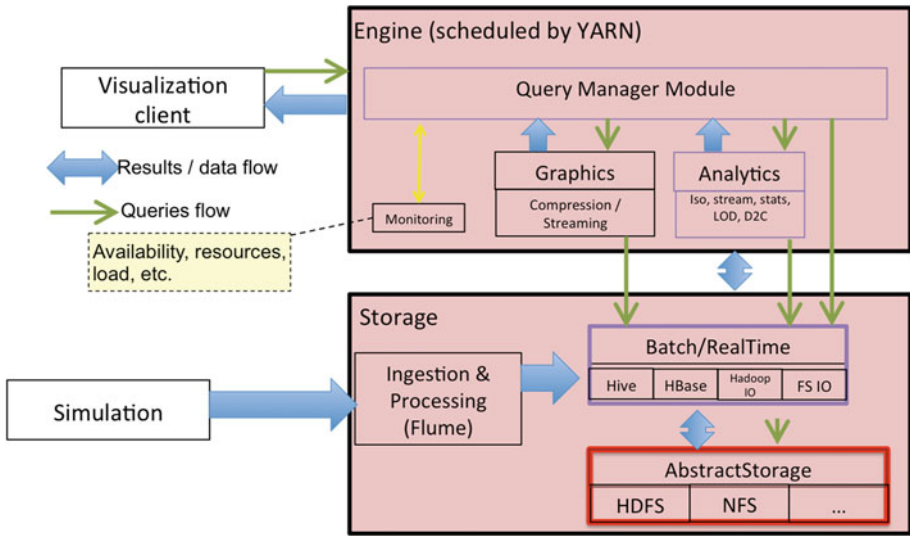 Engine (scheduled by YARN)
Visualization
client
Query Manager Module
Results / data flow
Queries flow
Graphics
Compression /
Streaming
Analytics
Iso, stream, stats,
LOD, D2C
Monitoring
Availability, resources,
load, etc.
Storage
Batch/RealTime
Hive
HBase
Hadoop
IO
FS IO
Ingestion &
Processing
(Flume)
Simulation
AbstractStorage
HDFS
NFS
...